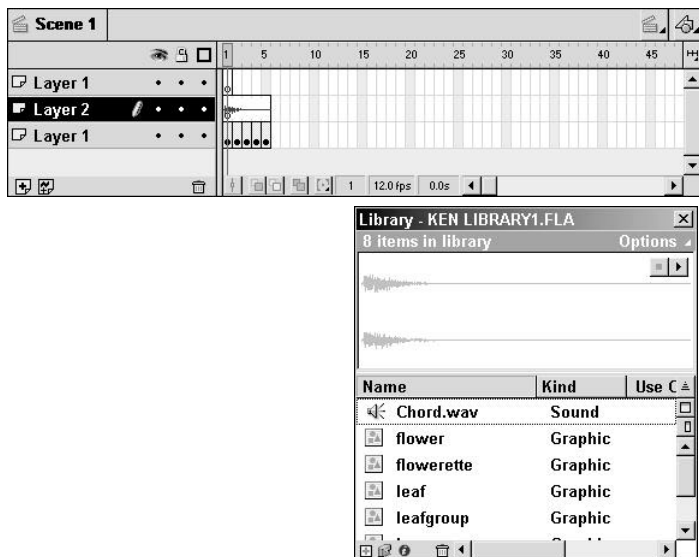 Scene 1
1 5 10 15 20 25 30 35 40 45
Layer 1
Layer 2
Layer 1
1 12.0 fps 0.0s
Library - KEN LIBRARY1.FLA
8 items in library Options
Name Kind Use C
Chord.wav Sound
flower Graphic
flowerette Graphic
leaf Graphic
leafgroup Graphic